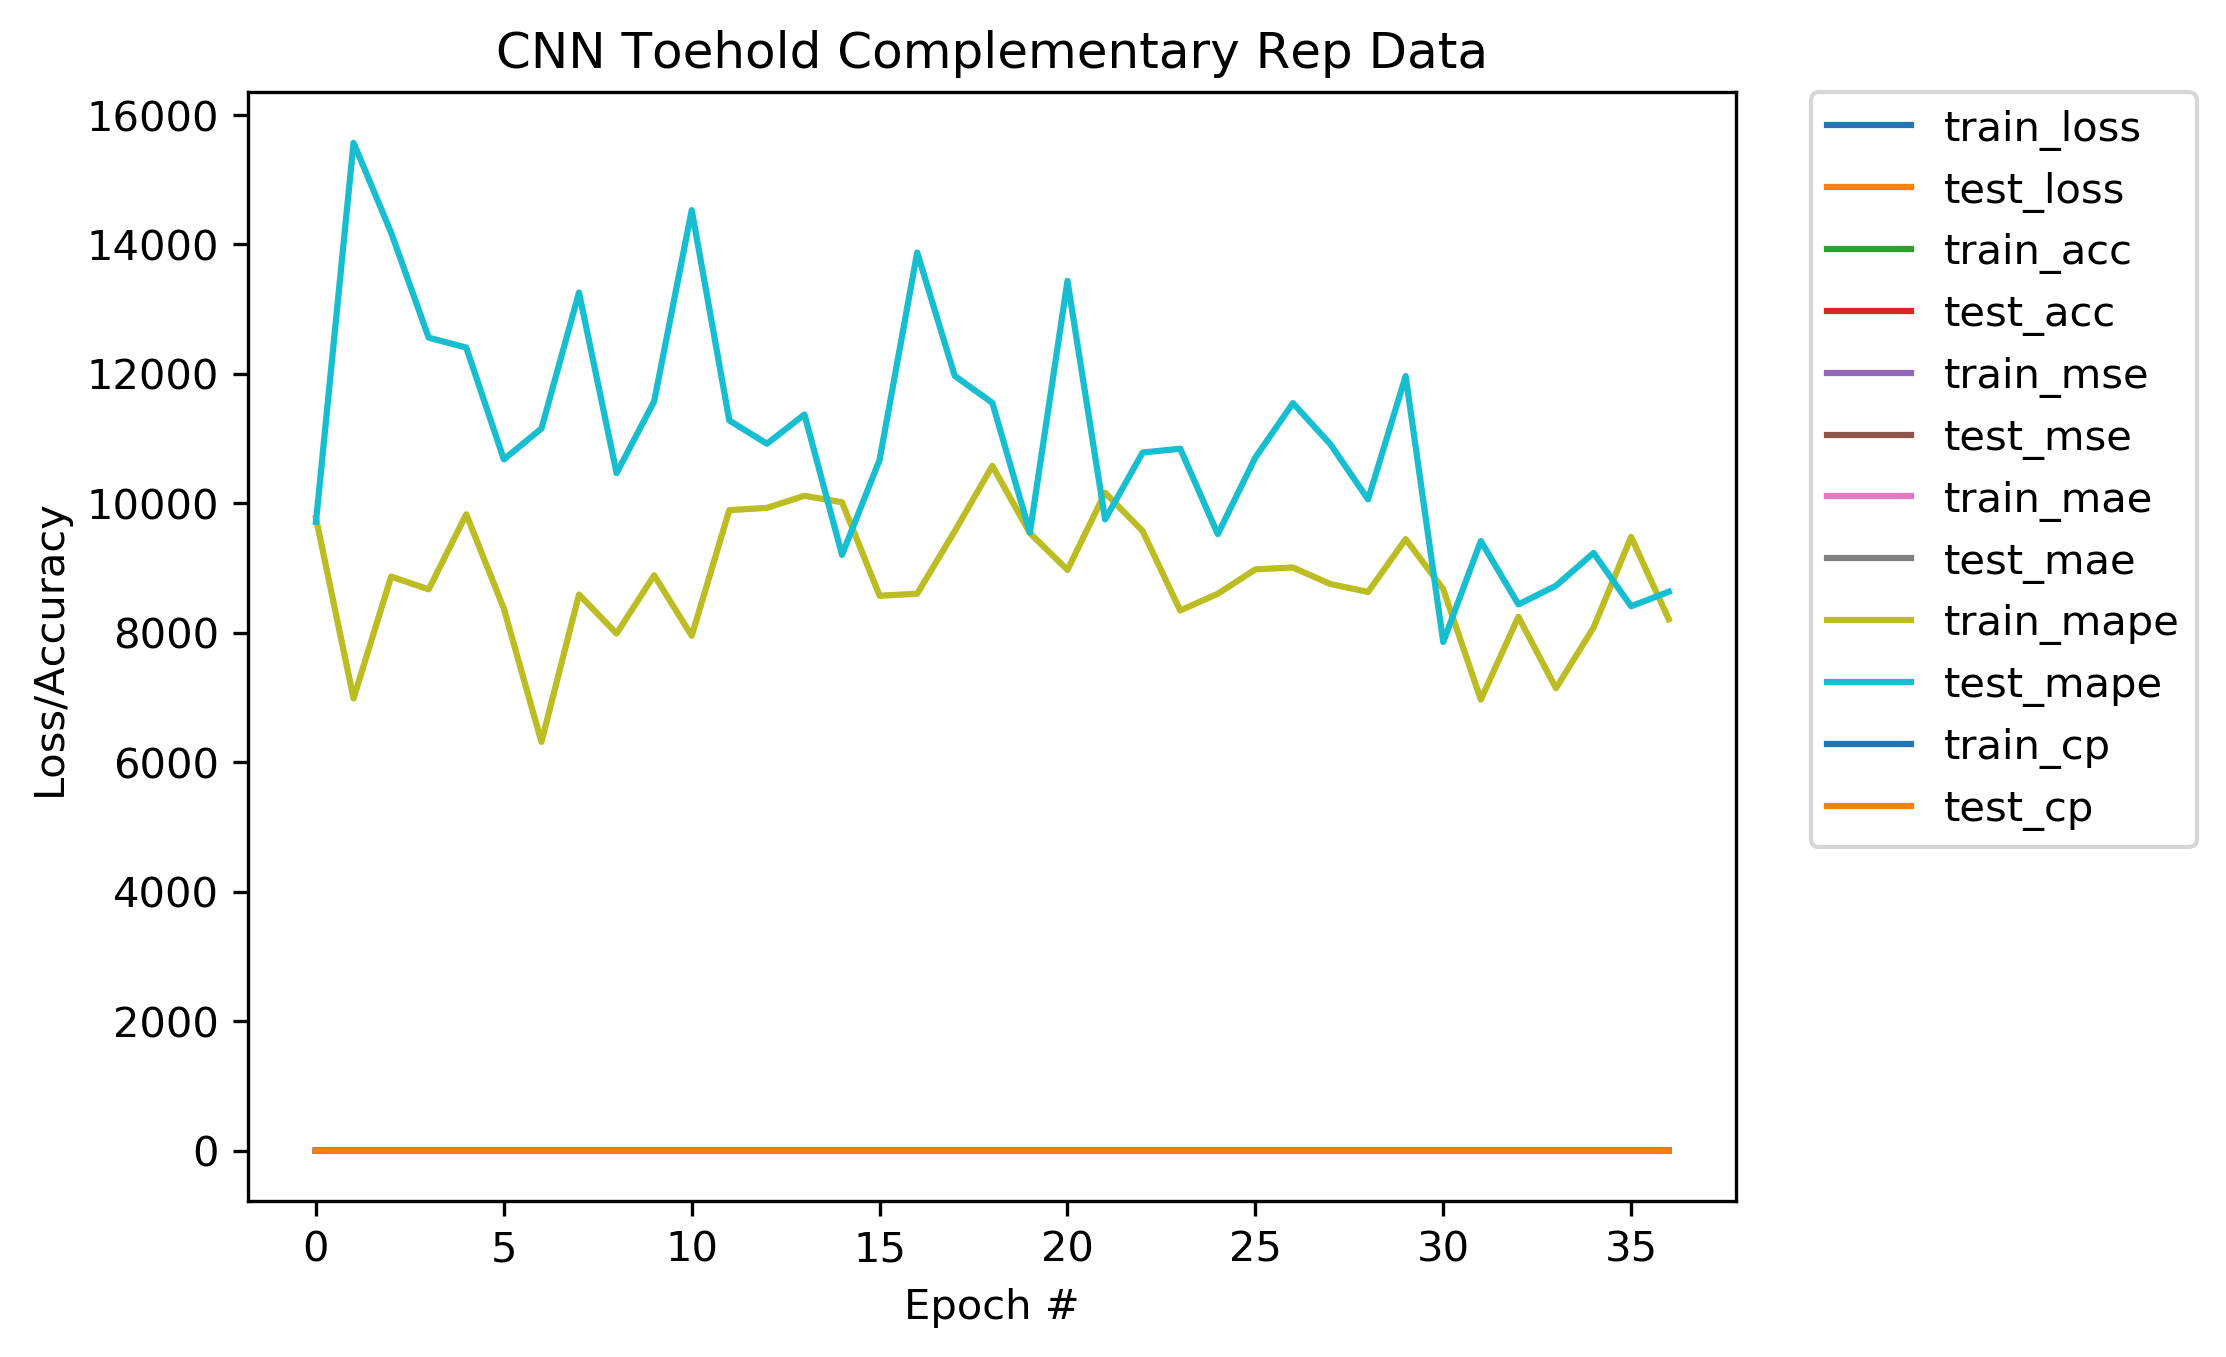 CNN Toehold Complementary Rep Data
16000
14000
12000
10000
8000
6000
4000
2000
0
Loss/Accuracy
0 5 10 15 20 25 30 35
Epoch #
train_loss
test_loss
train_acc
test_acc
train_mse
test_mse
train_mae
test_mae
train_mape
test_mape
train_cp
test_cp